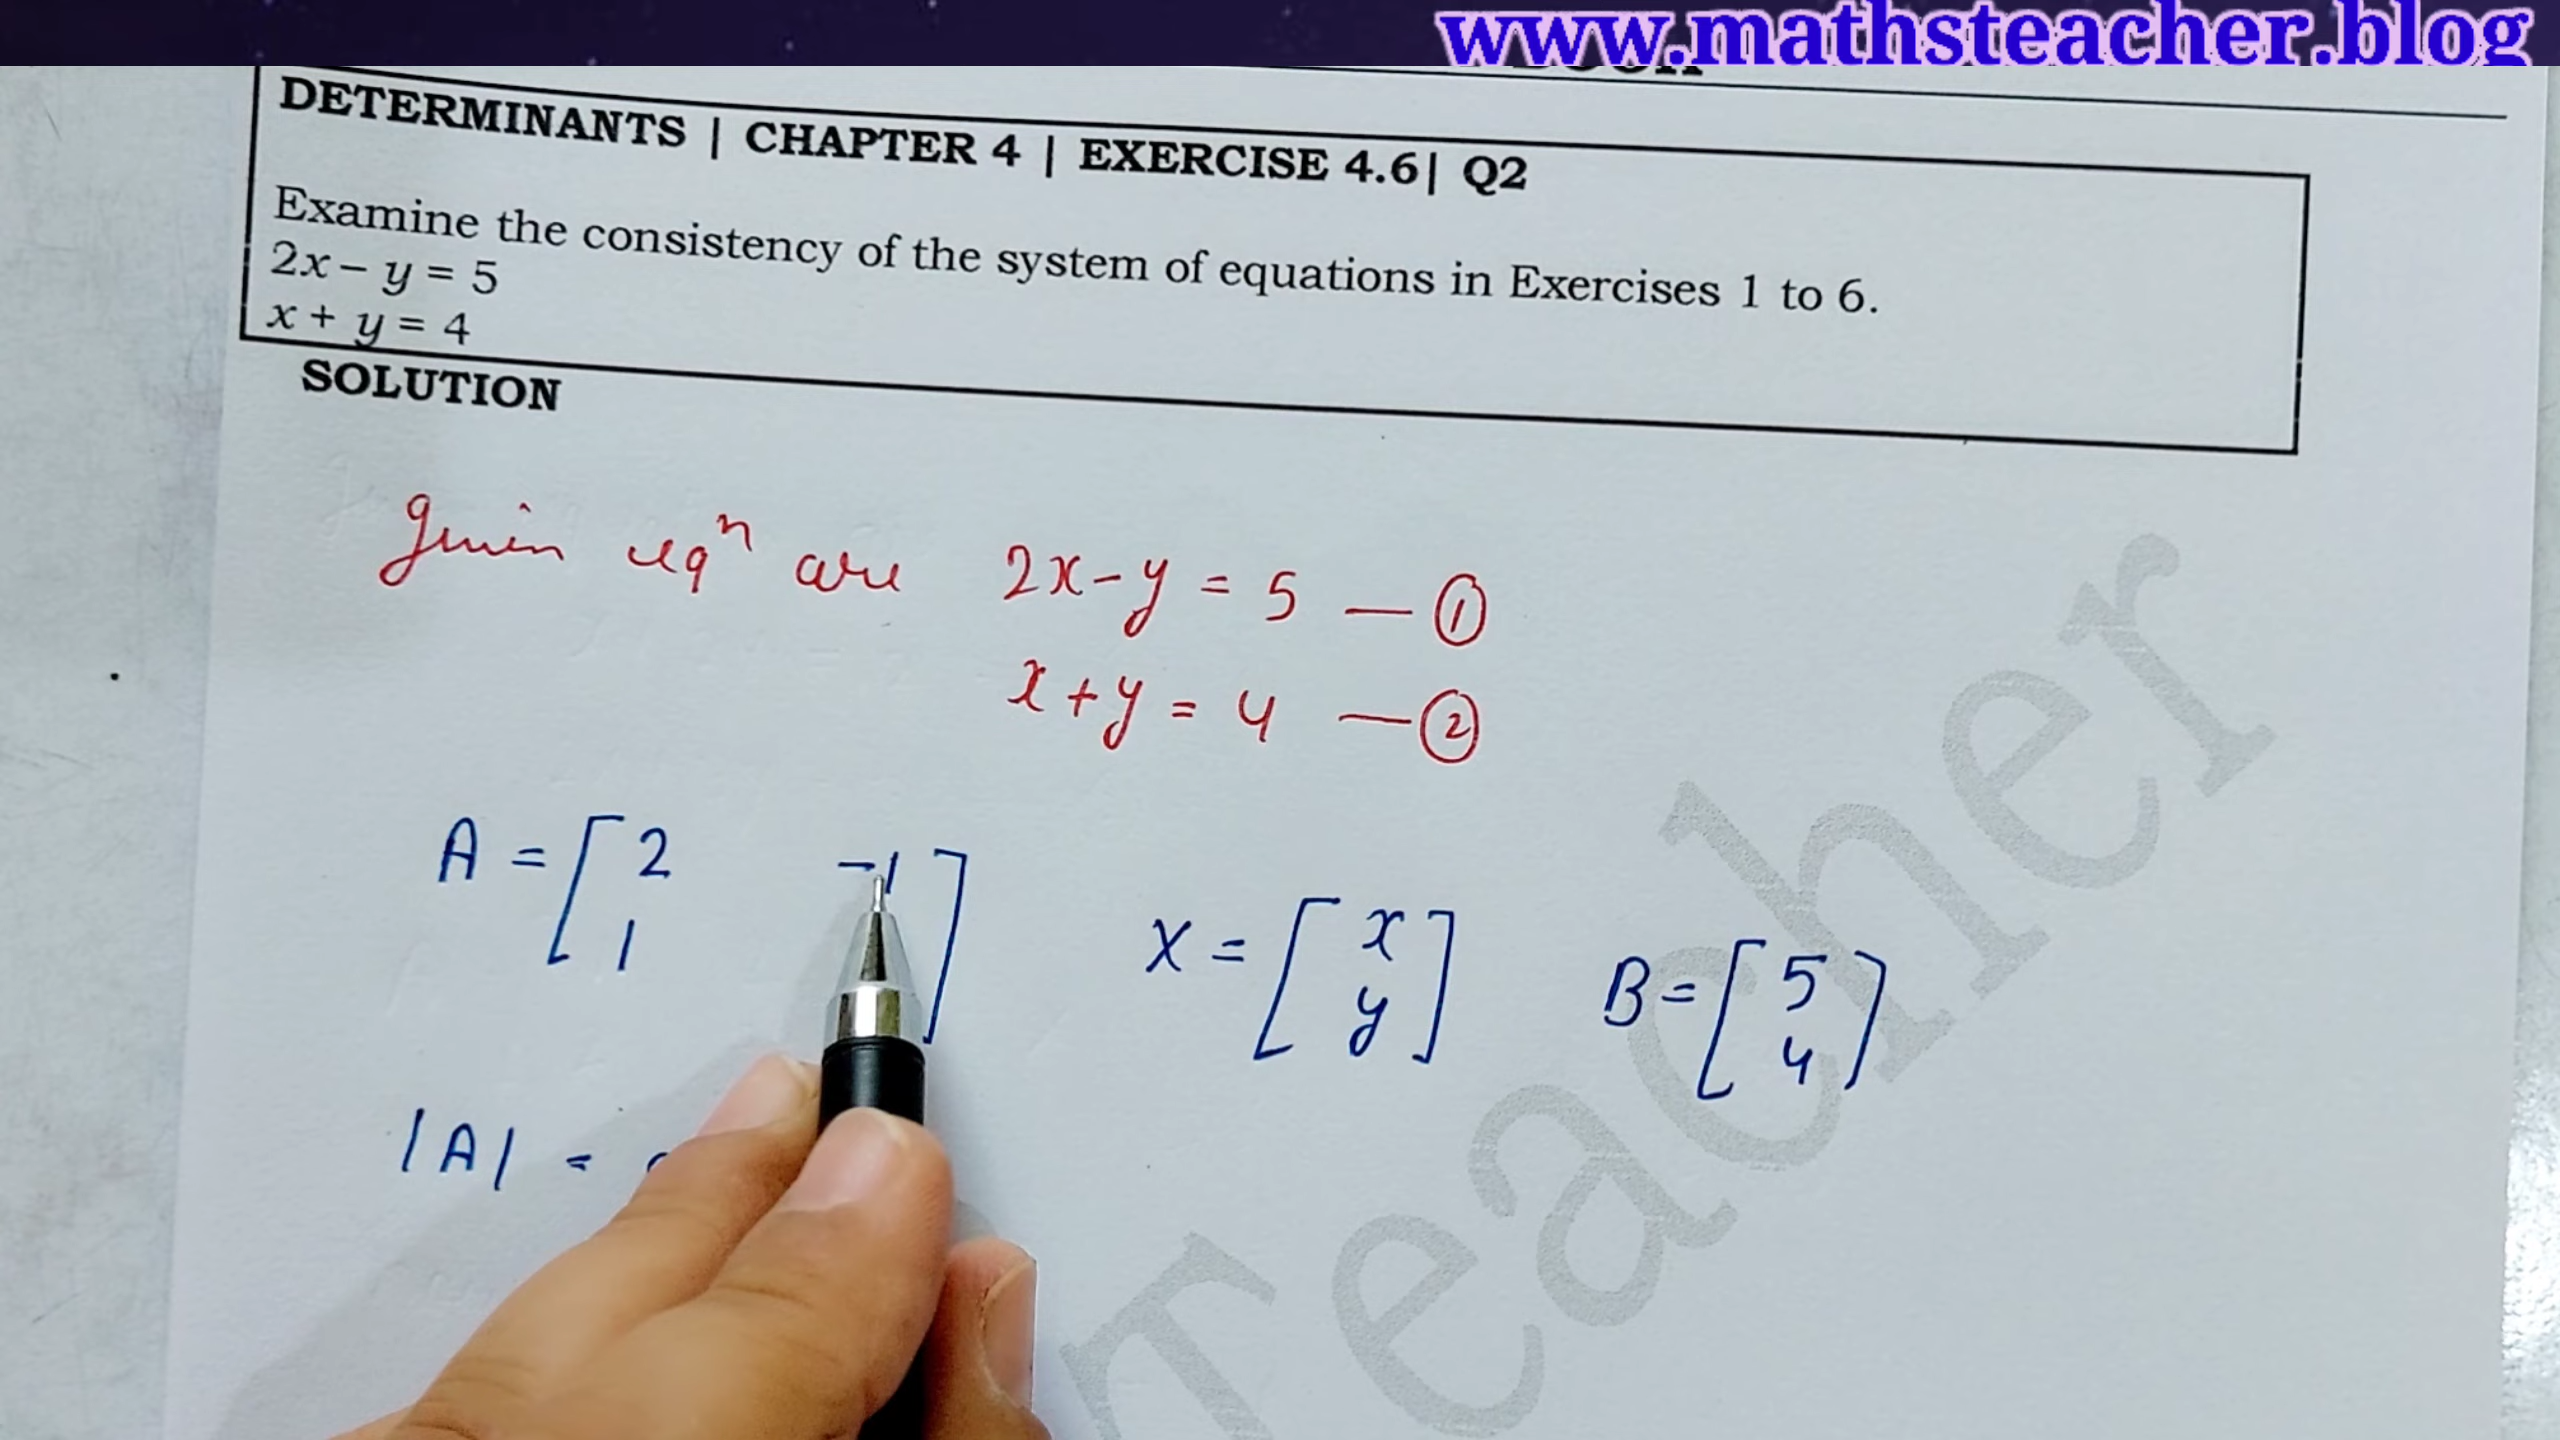 www.mathsteacher.blog
DETERMINANTS | CHAPTER 4 | EXERCISE 4.6| Q2
Examine the consistency of the system of equations in Exercises 1 to 6.
2x – y = 5
x + y = 4
SOLUTION
Given eqⁿ are 2x - y = 5 — ①
x + y = 4 — ②
A = [ 2 -1 ]
1
X = [ x y ]
B = [ 5 4 ]
|A| =
Teacher